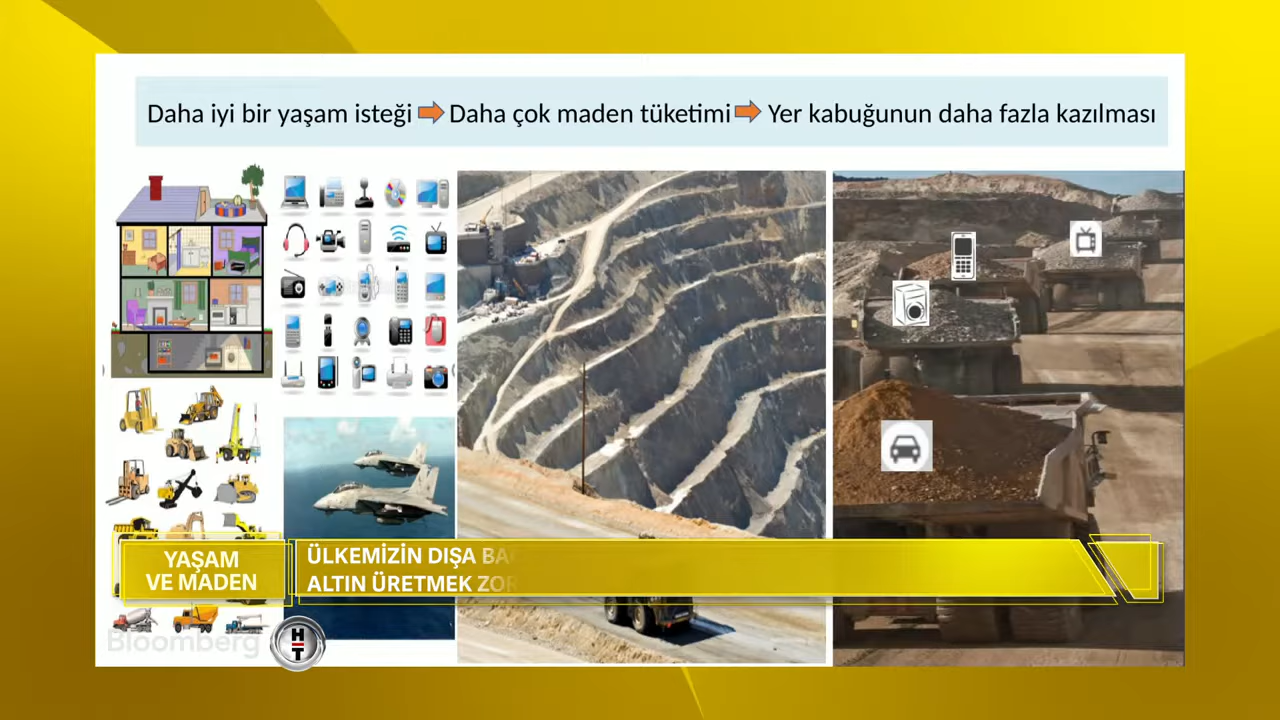 Daha iyi bir yaşam isteği Daha çok maden tüketimi Yer kabuğunun daha fazla kazılması
YAŞAM
VE MADEN
ÜLKEMİZİN DIŞA
ALTIN ÜRETMEK
Bloomberg
HT